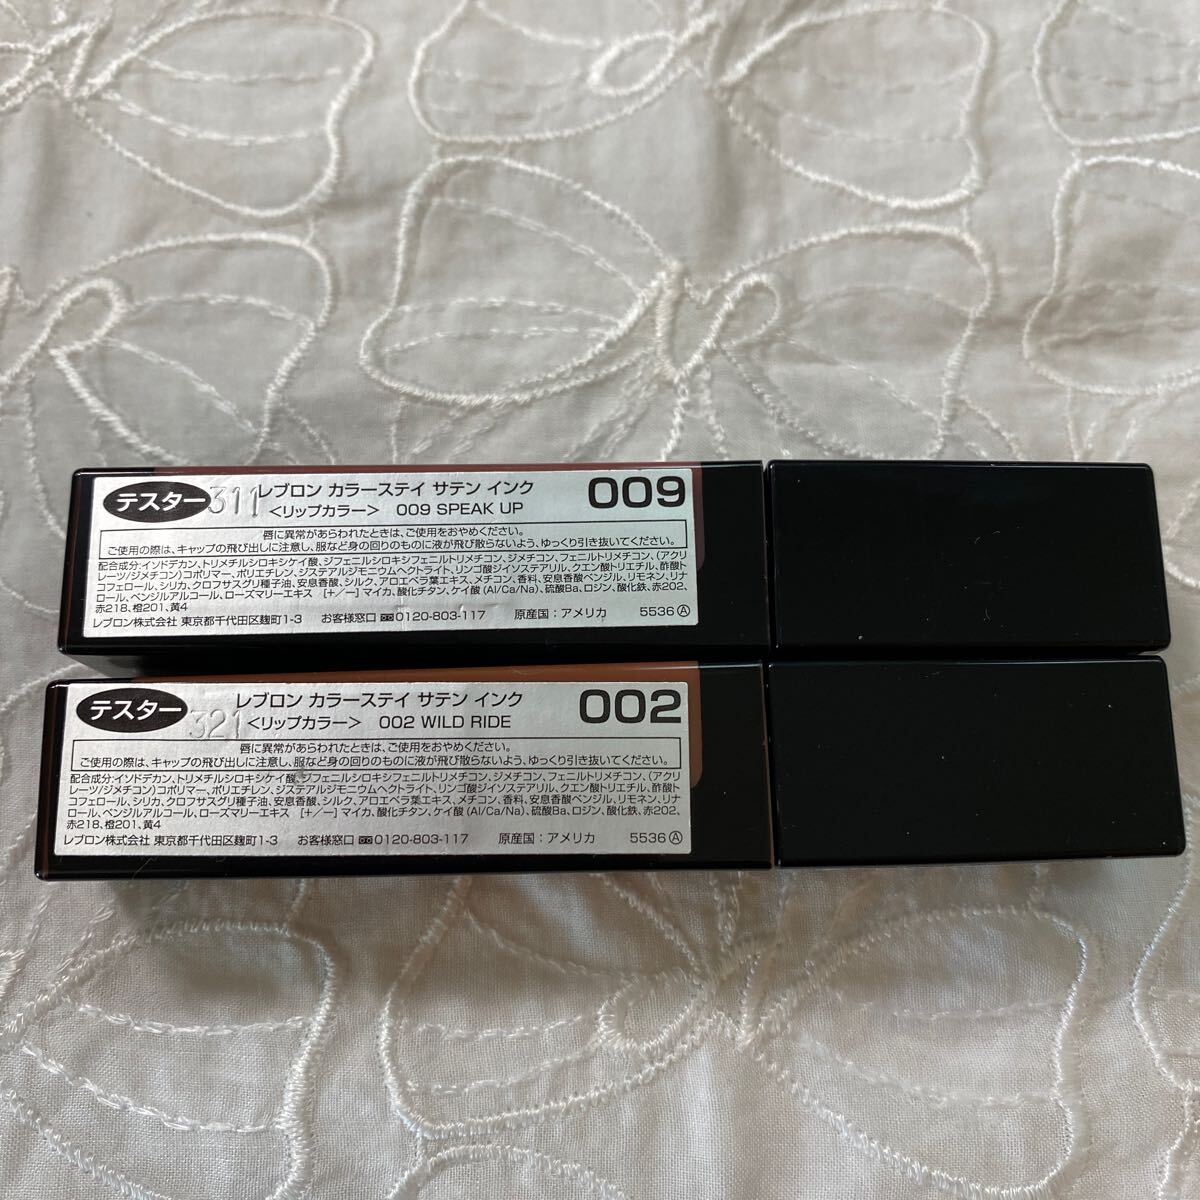 テスター 311 レブロン カラーステイ サテン インク 009
<リップカラー> 009 SPEAK UP
唇に異常があらわれたときは、ご使用をおやめください。
ご使用の際は、キャップの飛び出しに注意し、服など身の回りのものに液が飛び散らないよう、ゆっくり引き抜いてください。
配合成分:イソドデカン、トリメチルシロキシケイ酸、ジフェニルシロキシフェニルトリメチコン、ジメチコン、フェニルトリメチコン、(アクリ
レーツ/ジメチコン)コポリマー、ポリエチレン、ジステアルジモニウムヘクトライト、リンゴ酸ジイソステアリル、クエン酸トリエチル、酢酸ト
コフェロール、シリカ、クロフサスグリ種子油、安息香酸、シルク、アロエベラ葉エキス、メチコン、香料、安息香酸ベンジル、リモネン、リナ
ロール、ベンジルアルコール、ローズマリーエキス [+/ー] マイカ、酸化チタン、ケイ酸 (Al/Ca/Na)、硫酸Ba、ロジン、酸化鉄、赤202、
赤218、橙201、黄4
レブロン株式会社 東京都千代田区麹町1-3 お客様窓口 0120-803-117 原産国:アメリカ 5536 Ⓐ
テスター 321 レブロン カラーステイ サテン インク 002
<リップカラー> 002 WILD RIDE
唇に異常があらわれたときは、ご使用をおやめください。
ご使用の際は、キャップの飛び出しに注意し、服など身の回りのものに液が飛び散らないよう、ゆっくり引き抜いてください。
配合成分:イソドデカン、トリメチルシロキシケイ酸、ジフェニルシロキシフェニルトリメチコン、ジメチコン、フェニルトリメチコン、(アクリ
レーツ/ジメチコン)コポリマー、ポリエチレン、ジステアルジモニウムヘクトライト、リンゴ酸ジイソステアリル、クエン酸トリエチル、酢酸ト
コフェロール、シリカ、クロフサスグリ種子油、安息香酸、シルク、アロエベラ葉エキス、メチコン、香料、安息香酸ベンジル、リモネン、リナ
ロール、ベンジルアルコール、ローズマリーエキス [+/ー] マイカ、酸化チタン、ケイ酸 (Al/Ca/Na)、硫酸Ba、ロジン、酸化鉄、赤202、
赤218、橙201、黄4
レブロン株式会社 東京都千代田区麹町1-3 お客様窓口 0120-803-117 原産国:アメリカ 5536 Ⓐ